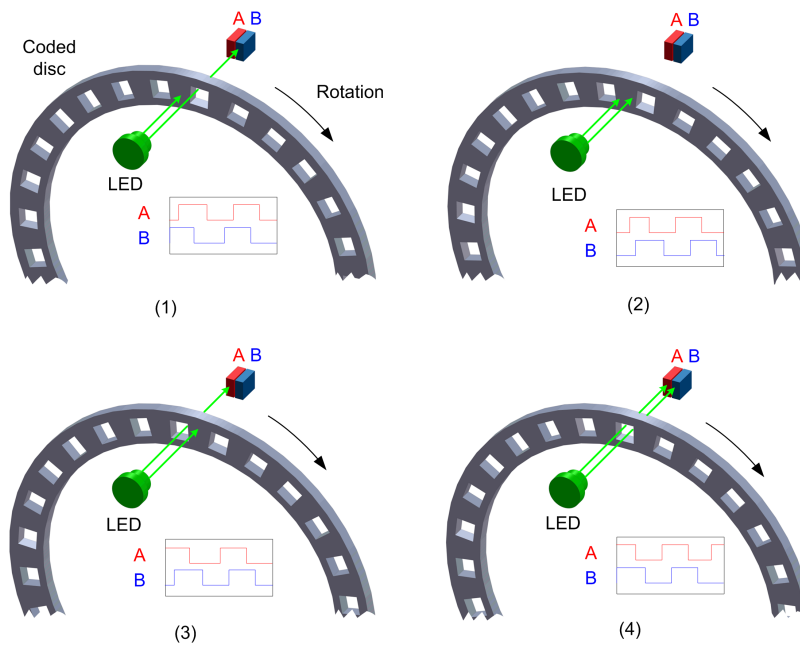 A B
Coded
disc
Rotation
LED
A
B
(1)
A B
LED
A
B
(2)
A B
LED
A
B
(3)
A B
LED
A
B
(4)